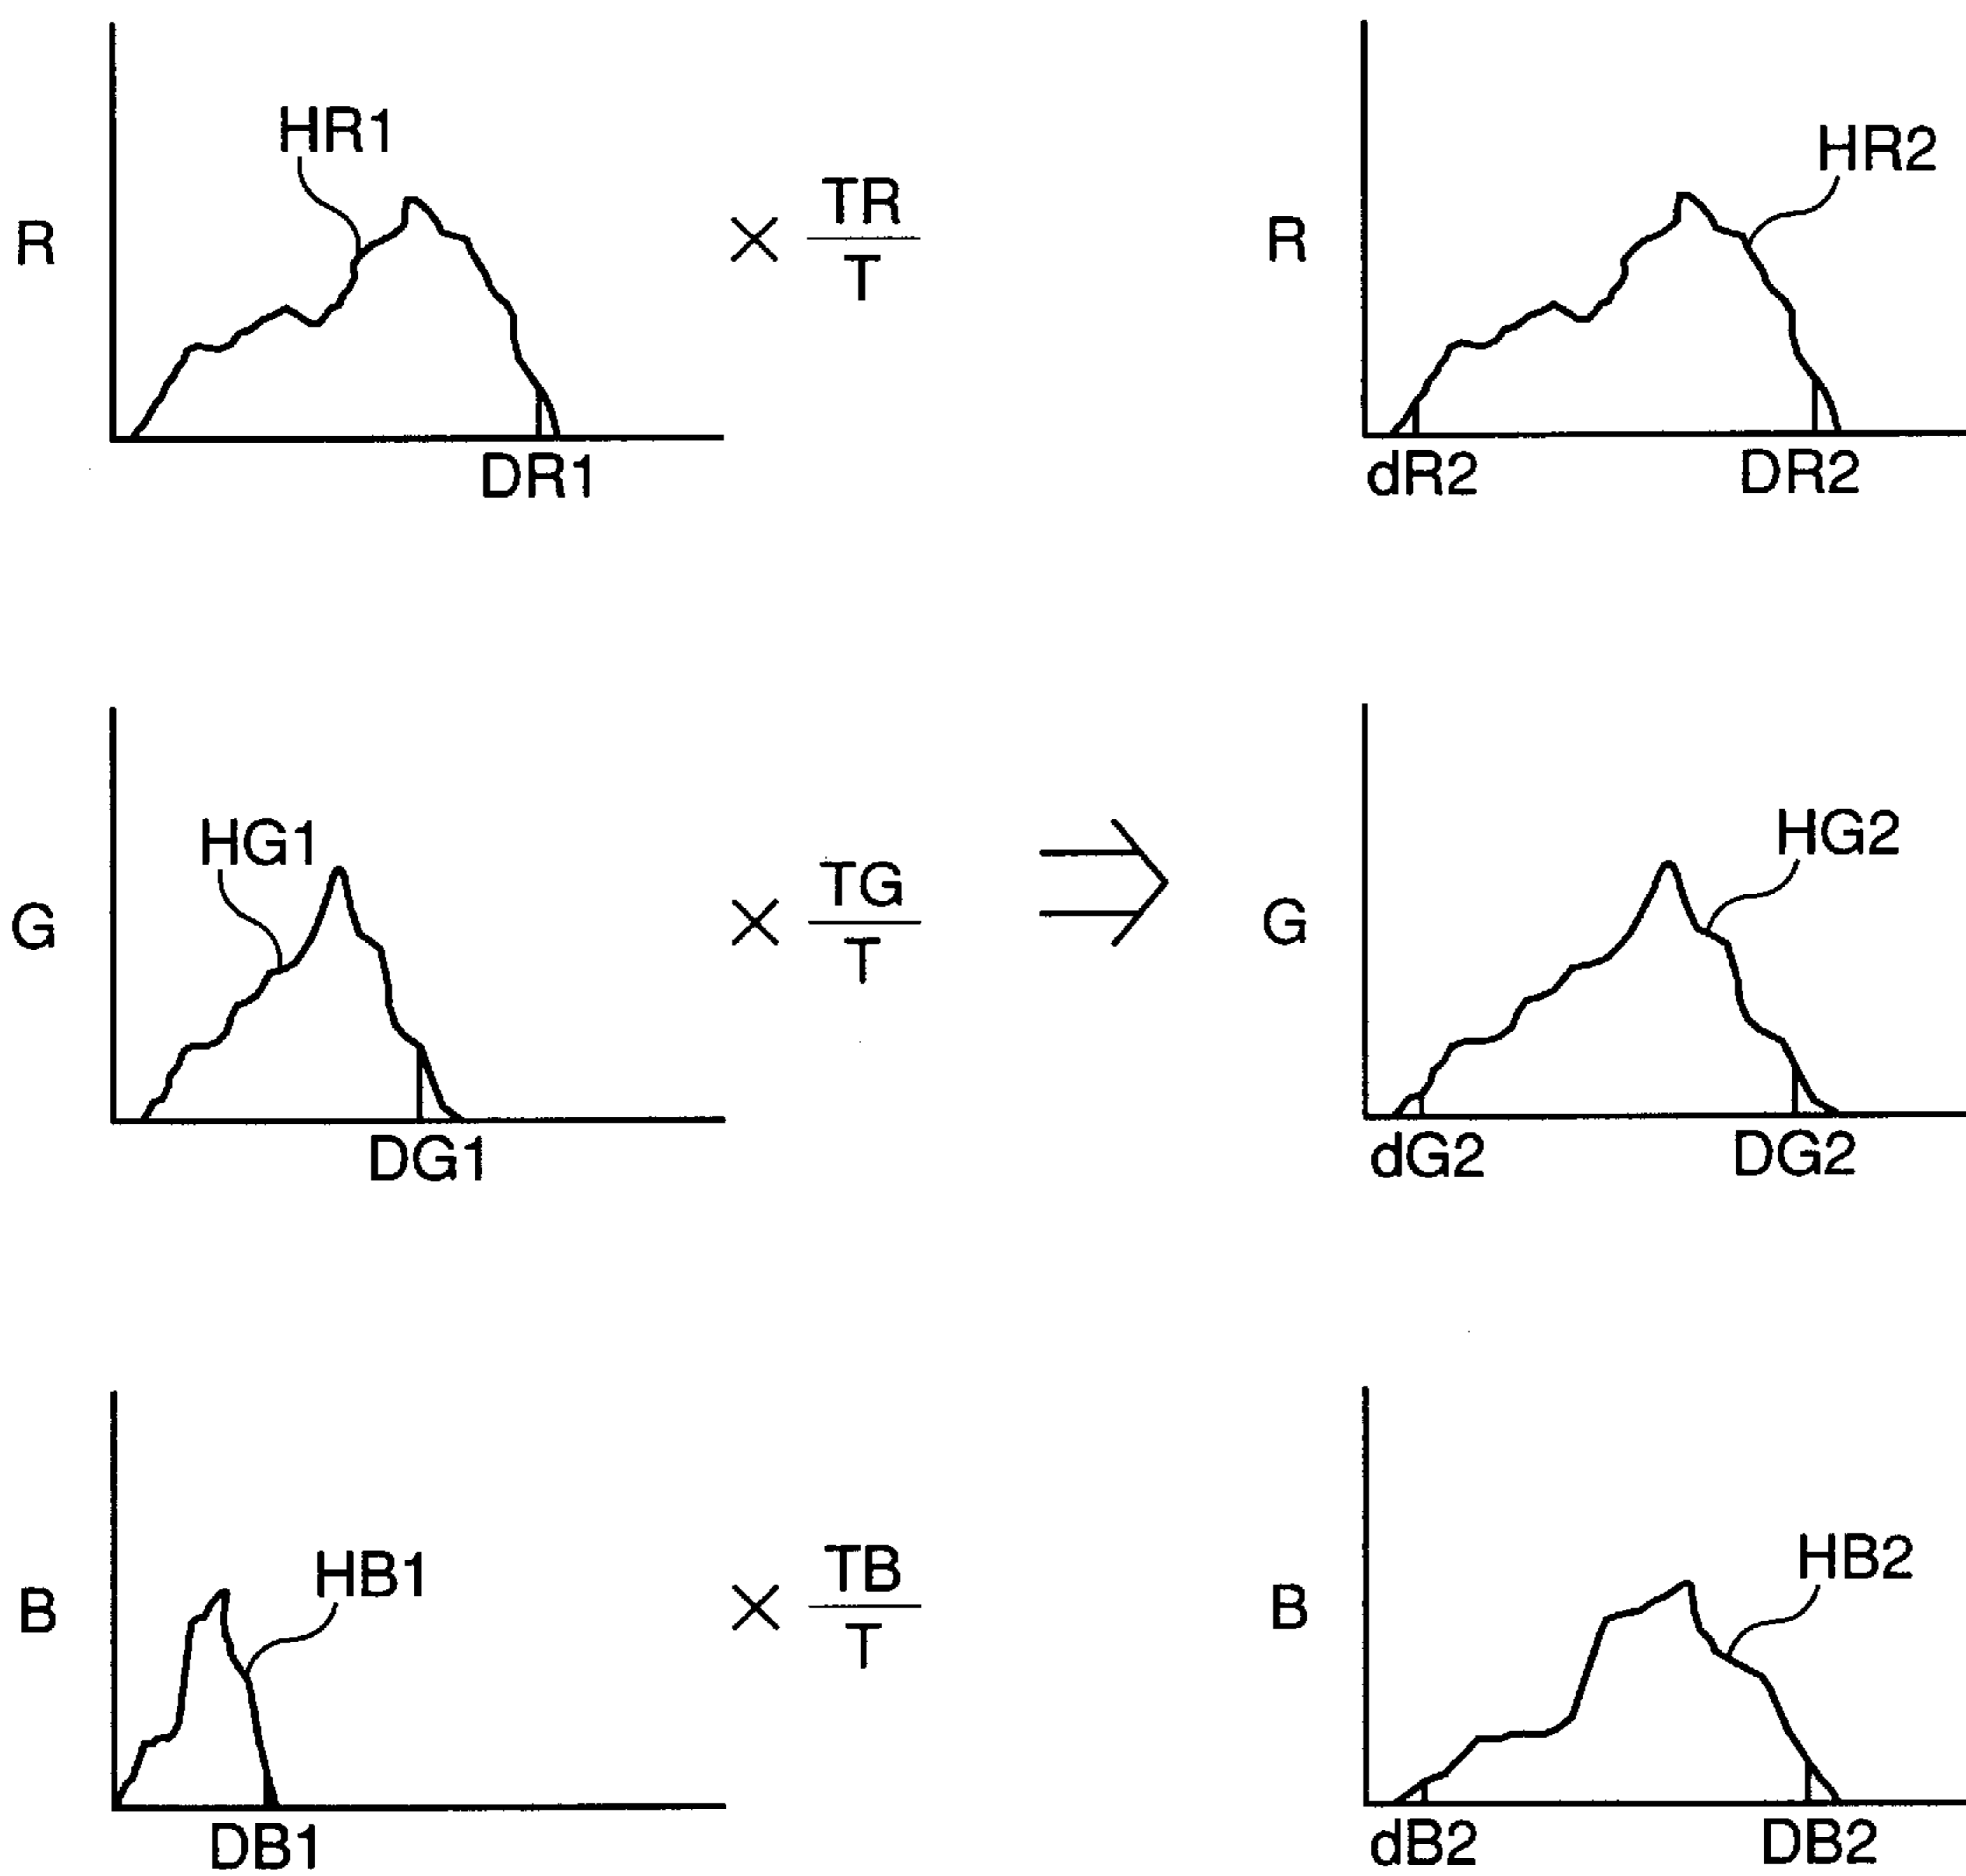 HR1
R
× TR
T
DR1
HR2
R
dR2
DR2
HG1
G
× TG
T
DG1
HG2
G
dG2
DG2
HB1
B
× TB
T
DB1
HB2
B
dB2
DB2